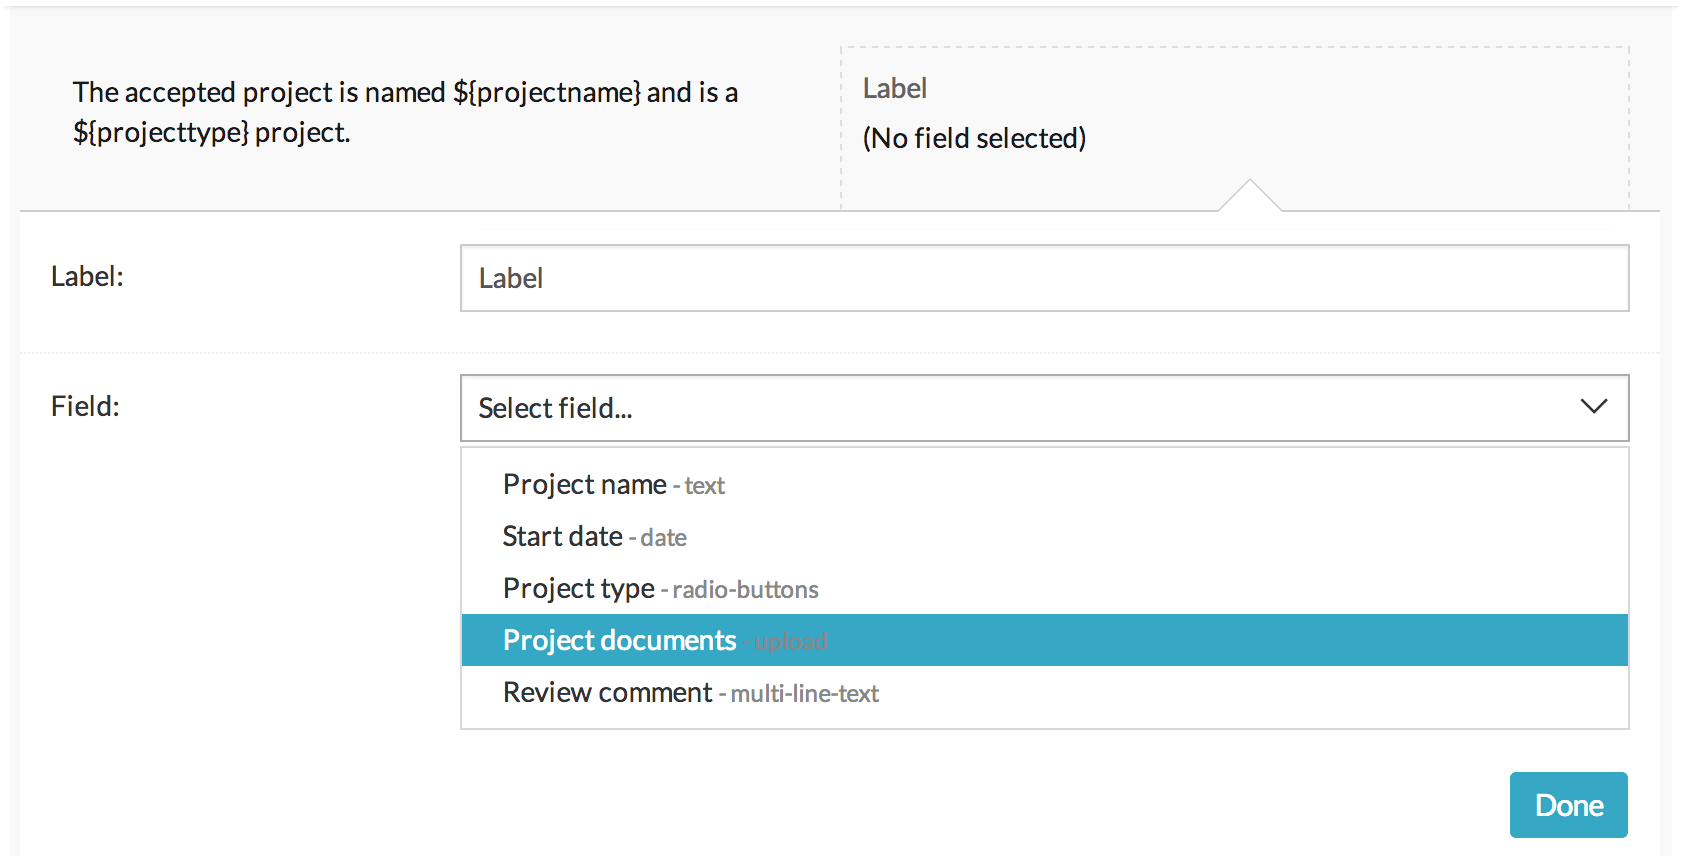 The accepted project is named ${projectname} and is a
${projecttype} project.
Label
(No field selected)
Label:
Label
Field:
Select field...
Project name - text
Start date - date
Project type - radio-buttons
Project documents - upload
Review comment - multi-line-text
Done